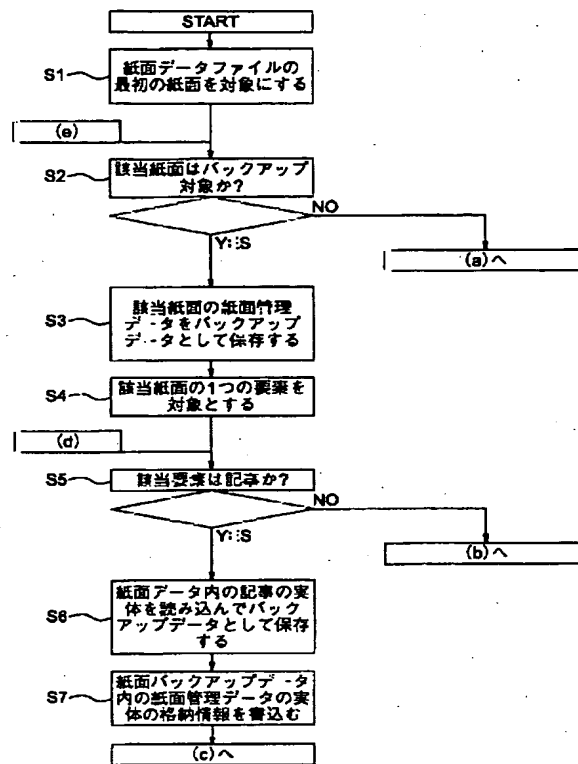 START
S1
紙面データファイルの
最初の紙面を対象にする
(e)
S2
該当紙面はバックアップ
対象か?
NO
YES
(a)へ
S3
該当紙面の紙面管理
データをバックアップ
データとして保存する
S4
該当紙面の1つの要素を
対象とする
(d)
S5
該当要素は記事か?
NO
YES
(b)へ
S6
紙面データ内の記事の実
体を読み込んでバック
アップデータとして保存
する
S7
紙面バックアップデータ
内の紙面管理データの実
体の格納情報を書込む
(c)へ